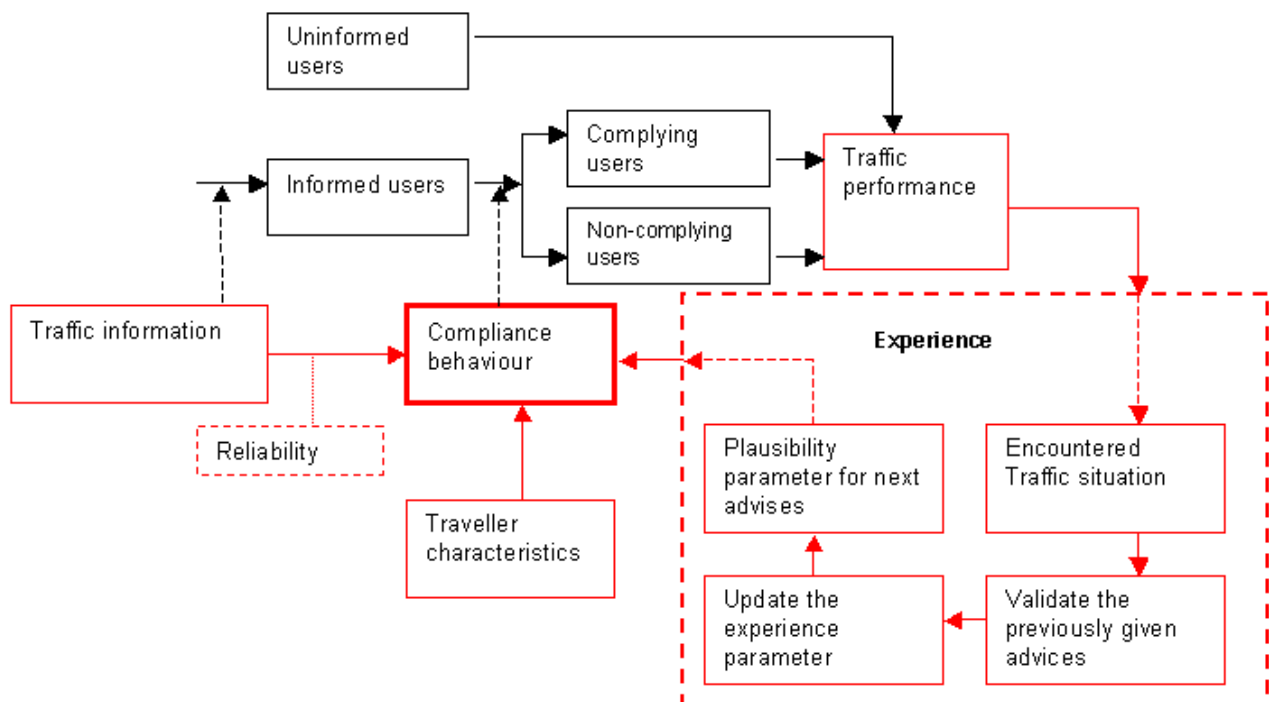 Uninformed
users
Informed users
Complying
users
Non-complying
users
Traffic
performance
Traffic information
Compliance
behaviour
Reliability
Traveller
characteristics
Experience
Plausibility
parameter for next
advises
Encountered
Traffic situation
Update the
experience
parameter
Validate the
previously given
advices